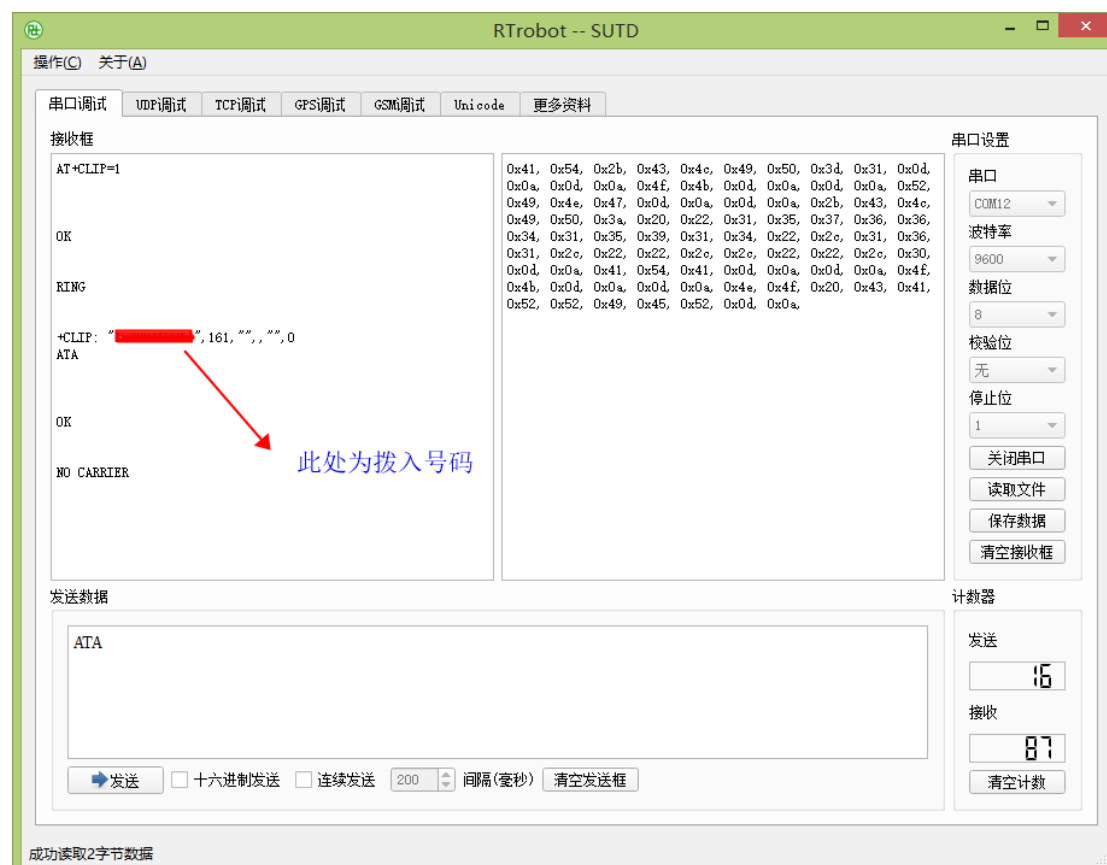 RTrobot -- SUTD
操作(C) 关于(A)
串口调试 UDP调试 TCP调试 GPS调试 GSM调试 Unicode 更多资料
接收框
AT+CLIP=1
OK
RING
+CLIP: "",161,"",,"",0
ATA
OK
NO CARRIER
此处为拨入号码
0x41, 0x54, 0x2b, 0x43, 0x4c, 0x49, 0x50, 0x3d, 0x31, 0x0d,
0x0a, 0x0d, 0x0a, 0x4f, 0x4b, 0x0d, 0x0a, 0x0d, 0x0a, 0x52,
0x49, 0x4e, 0x47, 0x0d, 0x0a, 0x0d, 0x0a, 0x2b, 0x43, 0x4c,
0x49, 0x50, 0x3a, 0x20, 0x22, 0x31, 0x35, 0x37, 0x36, 0x36,
0x34, 0x31, 0x35, 0x39, 0x31, 0x34, 0x22, 0x2c, 0x31, 0x36,
0x31, 0x2c, 0x22, 0x22, 0x2c, 0x2c, 0x22, 0x22, 0x2c, 0x30,
0x0d, 0x0a, 0x41, 0x54, 0x41, 0x0d, 0x0a, 0x0d, 0x0a, 0x4f,
0x4b, 0x0d, 0x0a, 0x0d, 0x0a, 0x4e, 0x4f, 0x20, 0x43, 0x41,
0x52, 0x52, 0x49, 0x45, 0x52, 0x0d, 0x0a,
串口设置
串口
COM12
波特率
9600
数据位
8
校验位
无
停止位
1
关闭串口
读取文件
保存数据
清空接收框
发送数据
ATA
发送 十六进制发送 连续发送 200 间隔(毫秒) 清空发送框
计数器
发送
16
接收
87
清空计数
成功读取2字节数据